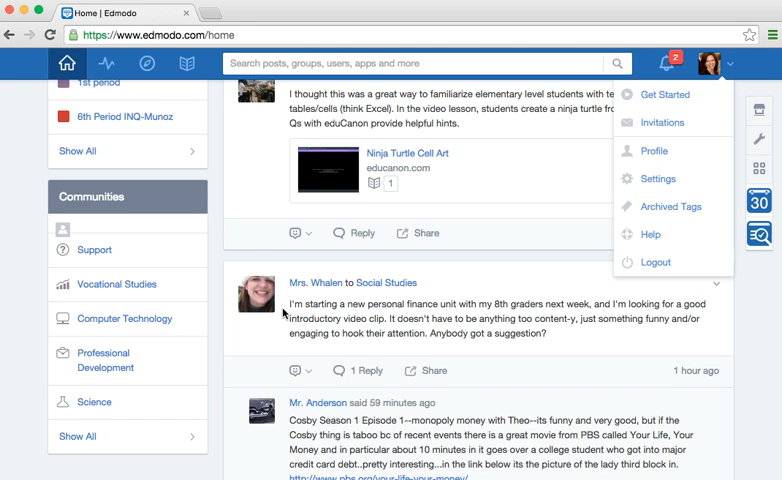 Home | Edmodo
https://www.edmodo.com/home
Search posts, groups, users, apps and more
2
1st period
6th Period INQ-Munoz
Show All
Communities
Support
Vocational Studies
Computer Technology
Professional
Development
Science
Show All
I thought this was a great way to familiarize elementary level students with
tables/cells (think Excel). In the video lesson, students create a ninja turtle
Qs with eduCanon provide helpful hints.
Ninja Turtle Cell Art
educanon.com
1
Reply
Share
Get Started
Invitations
Profile
Settings
Archived Tags
Help
Logout
30
Mrs. Whalen to Social Studies
I'm starting a new personal finance unit with my 8th graders next week, and I'm looking for a good
introductory video clip. It doesn't have to be anything too content-y, just something funny and/or
engaging to hook their attention. Anybody got a suggestion?
1 Reply
Share
1 hour ago
Mr. Anderson said 59 minutes ago
Cosby Season 1 Episode 1--monopoly money with Theo--its funny and very good, but if the
Cosby thing is taboo bc of recent events there is a great movie from PBS called Your Life, Your
Money and in particular about 10 minutes in it goes over a college student who got into major
credit card debt..pretty interesting...in the link below its the picture of the lady third block in.
http://www.pbs.org/your-life-your-money/